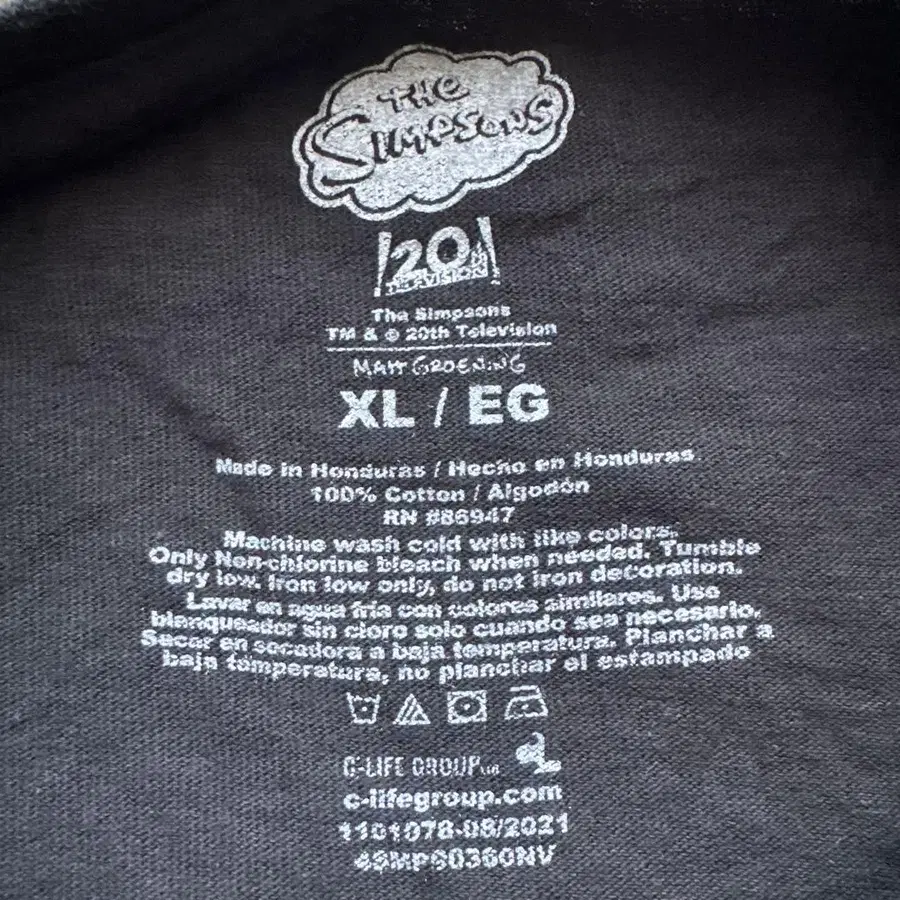 THE
SIMPSONS
20th
TELEVISION
The Simpsons
TM & © 20th Television
MATT GROENING
XL / EG
Made in Honduras / Hecho en Honduras
100% Cotton / Algodón
RN #86947
Machine wash cold with like colors.
Only Non-chlorine bleach when needed. Tumble
dry low. Iron low only, do not iron decoration.
Lavar en agua fria con colores similares. Use
blanqueador sin cloro solo cuando sea necesario.
Secar en secadora a baja temperatura. Planchar a
baja temperatura, no planchar el estampado
C-LIFE GROUP
c-lifegroup.com
1101078-08/2021